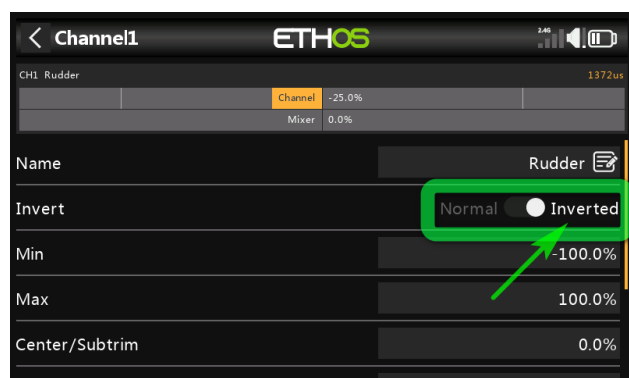 Channel1
ETHOS
2.4G
CH1 Rudder 1372us
Channel -25.0%
Mixer 0.0%
Name Rudder
Invert Normal Inverted
Min -100.0%
Max 100.0%
Center/Subtrim 0.0%